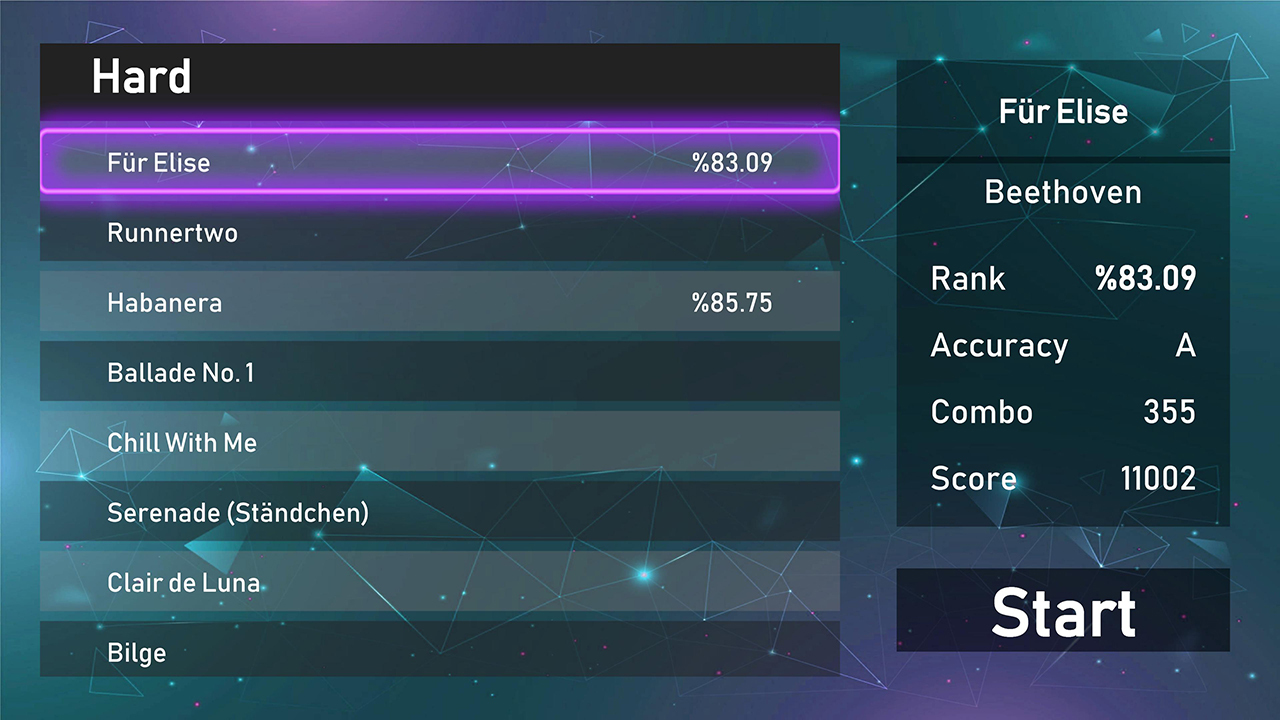 Hard
Für Elise %83.09
Runnertwo
Habanera %85.75
Ballade No. 1
Chill With Me
Serenade (Ständchen)
Clair de Luna
Bilge
Für Elise
Beethoven
Rank %83.09
Accuracy A
Combo 355
Score 11002
Start